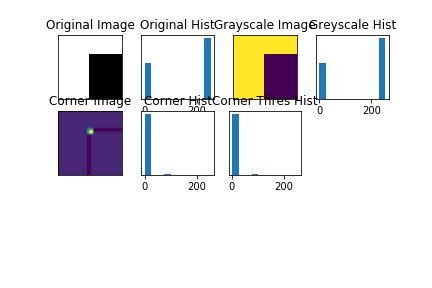 Original Image Original Hist Grayscale Image Greyscale Hist
0 200 0 200
Corner Image Corner Hist Corner Thres Hist
0 200 0 200